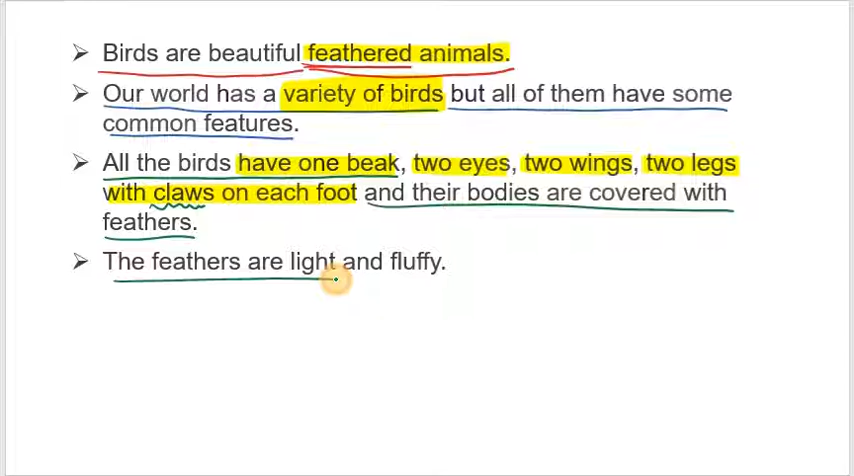 ➢ Birds are beautiful feathered animals.
➢ Our world has a variety of birds but all of them have some
common features.
➢ All the birds have one beak, two eyes, two wings, two legs
with claws on each foot and their bodies are covered with
feathers.
➢ The feathers are light and fluffy.